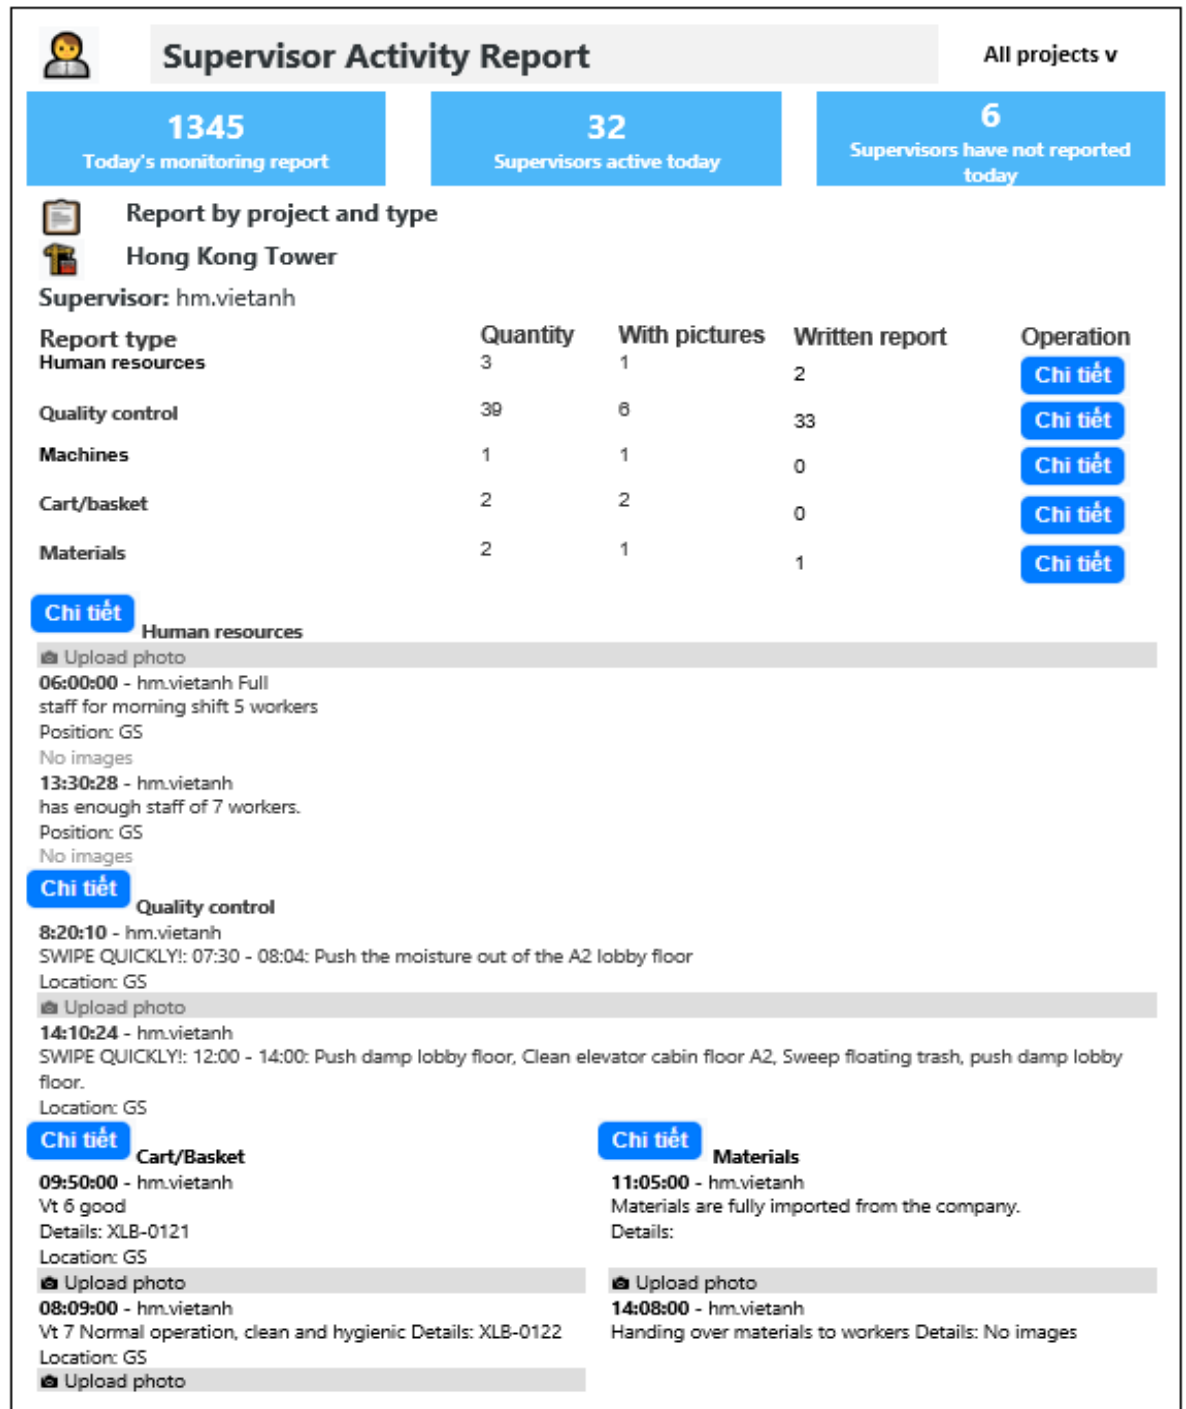 Supervisor Activity Report
All projects v
1345
Today's monitoring report
32
Supervisors active today
6
Supervisors have not reported
today
Report by project and type
Hong Kong Tower
Supervisor: hm.vietanh
Report type Quantity With pictures Written report Operation
Human resources 3 1 2 Chi tiết
Quality control 39 6 33 Chi tiết
Machines 1 1 0 Chi tiết
Cart/basket 2 2 0 Chi tiết
Materials 2 1 1 Chi tiết
Chi tiết Human resources
Upload photo
06:00:00 - hm.vietanh Full
staff for morning shift 5 workers
Position: GS
No images
13:30:28 - hm.vietanh
has enough staff of 7 workers.
Position: GS
No images
Chi tiết Quality control
8:20:10 - hm.vietanh
SWIPE QUICKLY!: 07:30 - 08:04: Push the moisture out of the A2 lobby floor
Location: GS
Upload photo
14:10:24 - hm.vietanh
SWIPE QUICKLY!: 12:00 - 14:00: Push damp lobby floor, Clean elevator cabin floor A2, Sweep floating trash, push damp lobby
floor.
Location: GS
Chi tiết Cart/Basket
09:50:00 - hm.vietanh
Vt 6 good
Details: XLB-0121
Location: GS
Upload photo
08:09:00 - hm.vietanh
Vt 7 Normal operation, clean and hygienic Details: XLB-0122
Location: GS
Upload photo
Chi tiết Materials
11:05:00 - hm.vietanh
Materials are fully imported from the company.
Details:
Upload photo
14:08:00 - hm.vietanh
Handing over materials to workers Details: No images